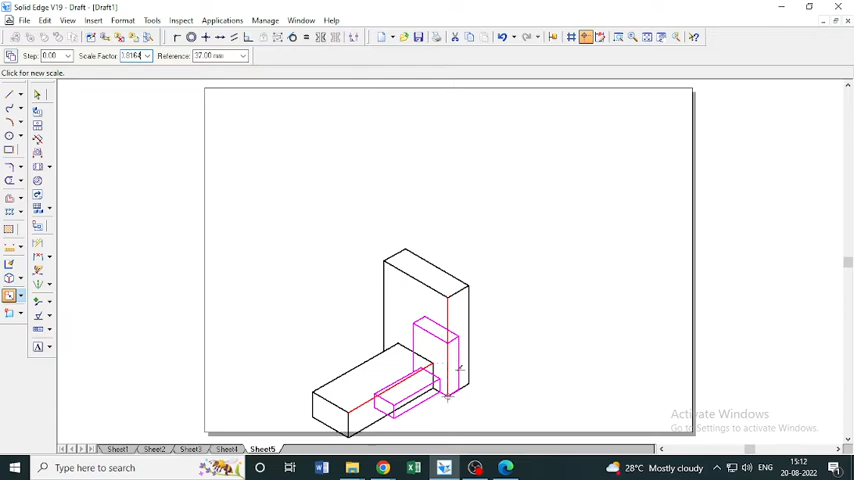 Solid Edge V19 - Draft - [Draft1]
File Edit View Insert Format Tools Inspect Applications Manage Window Help
Step: 0.00 Scale Factor: 0.8164 Reference: 37.00 mm
Click for new scale.
A
Activate Windows
Go to Settings to activate Windows.
Sheet1 Sheet2 Sheet3 Sheet4 Sheet5
Type here to search
28°C Mostly cloudy ENG 15:12
20-08-2022